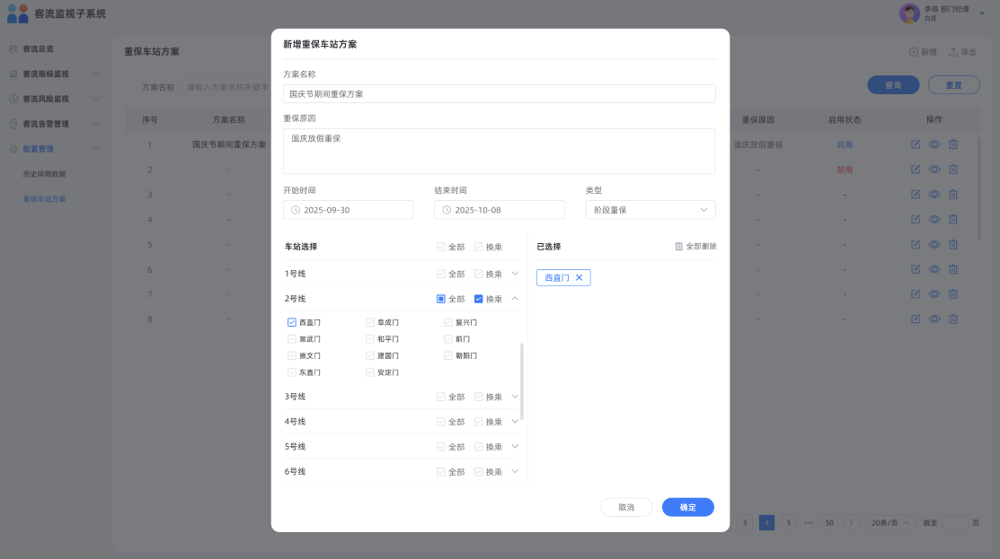 客流监视子系统
李萌 部门经理
白班
客流总览
客流指标监视
客流风险监视
客流告警管理
配置管理
历史同期数据
重保车站方案
重保车站方案
新增
导出
方案名称
请输入方案名称关键字
查询
重置
序号
方案名称
重保原因
启用状态
操作
1
国庆节期间重保方案
国庆放假重保
启用
2
-
-
禁用
3
-
-
-
4
-
-
-
5
-
-
-
6
-
-
-
7
-
-
-
8
-
-
-
3
4
5
•••
50
20条/页
跳至
页
新增重保车站方案
方案名称
国庆节期间重保方案
重保原因
国庆放假重保
开始时间
结束时间
类型
2025-09-30
2025-10-08
阶段重保
车站选择
全部
换乘
1号线
全部
换乘
2号线
全部
换乘
西直门
阜成门
复兴门
宣武门
和平门
前门
崇文门
建国门
朝阳门
东直门
安定门
3号线
全部
换乘
4号线
全部
换乘
5号线
全部
换乘
6号线
全部
换乘
已选择
全部删除
西直门
取消
确定